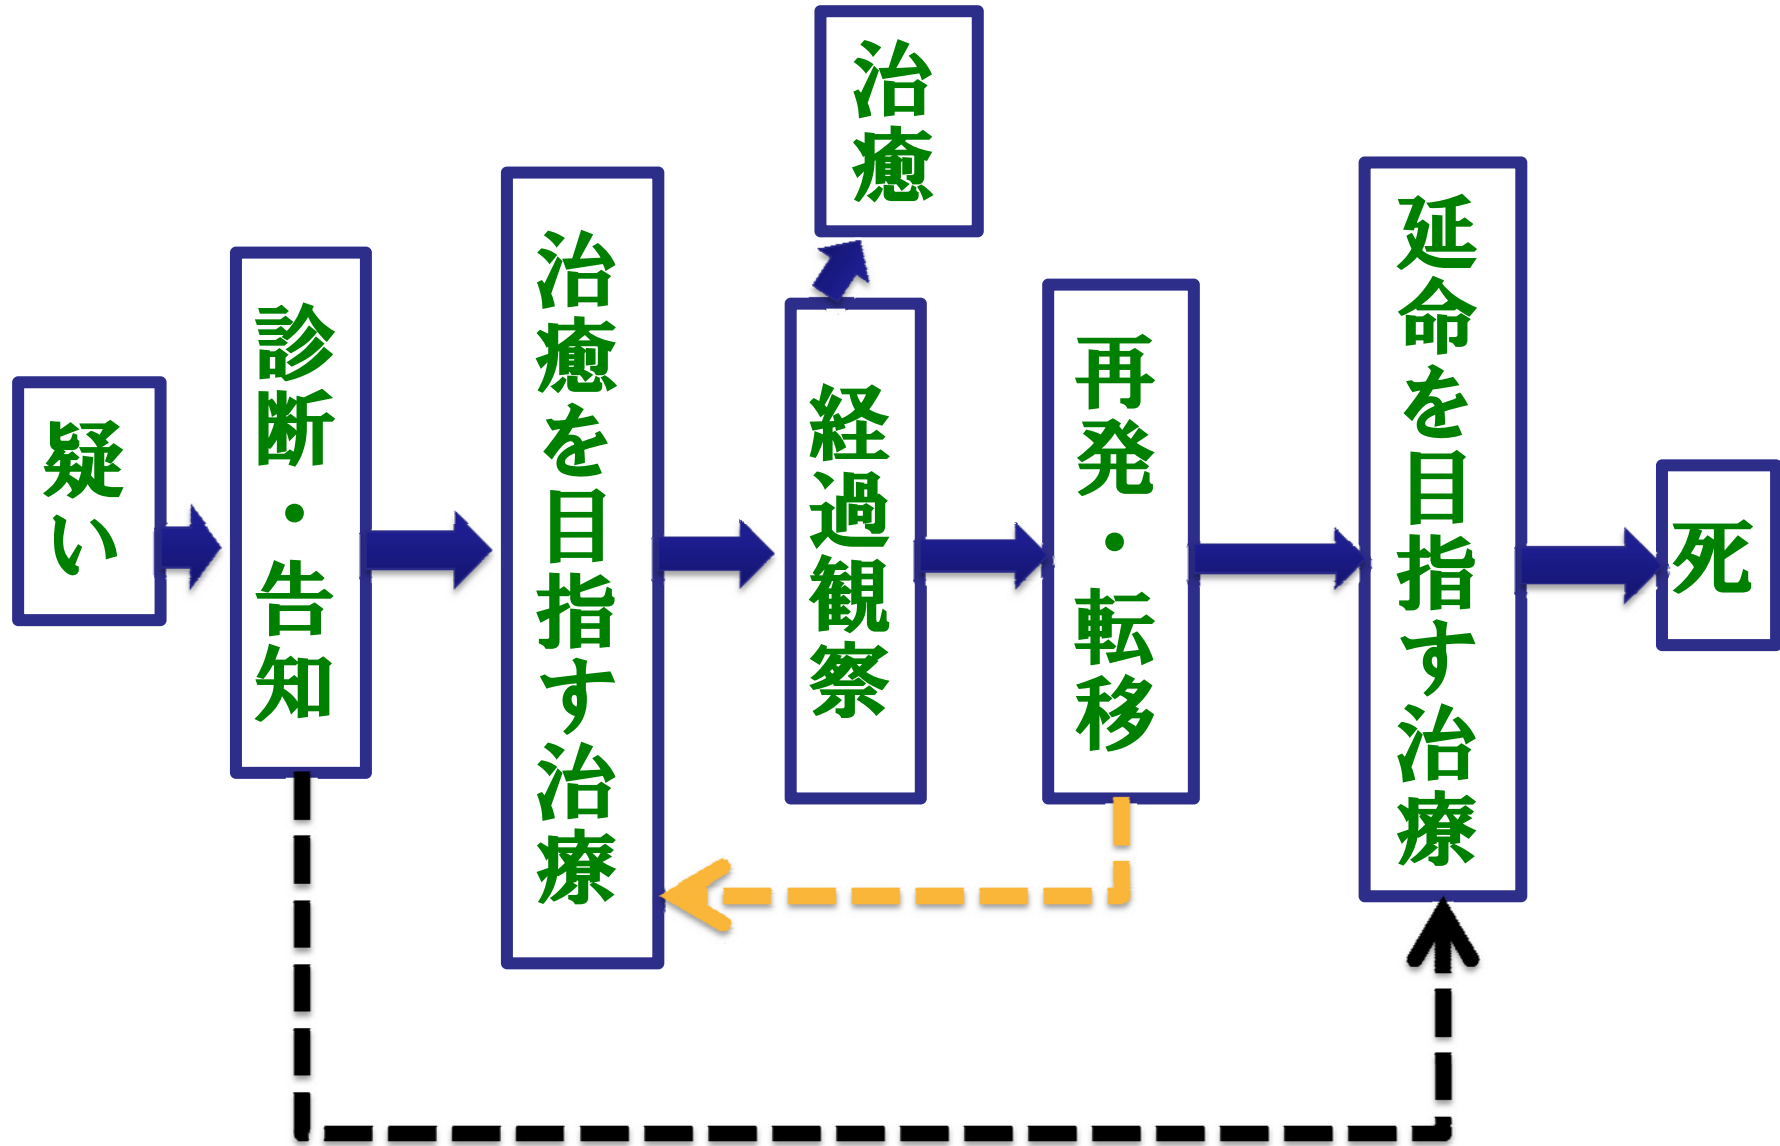 疑い
診断・告知
治癒を目指す治療
治癒
経過観察
再発・転移
延命を目指す治療
死